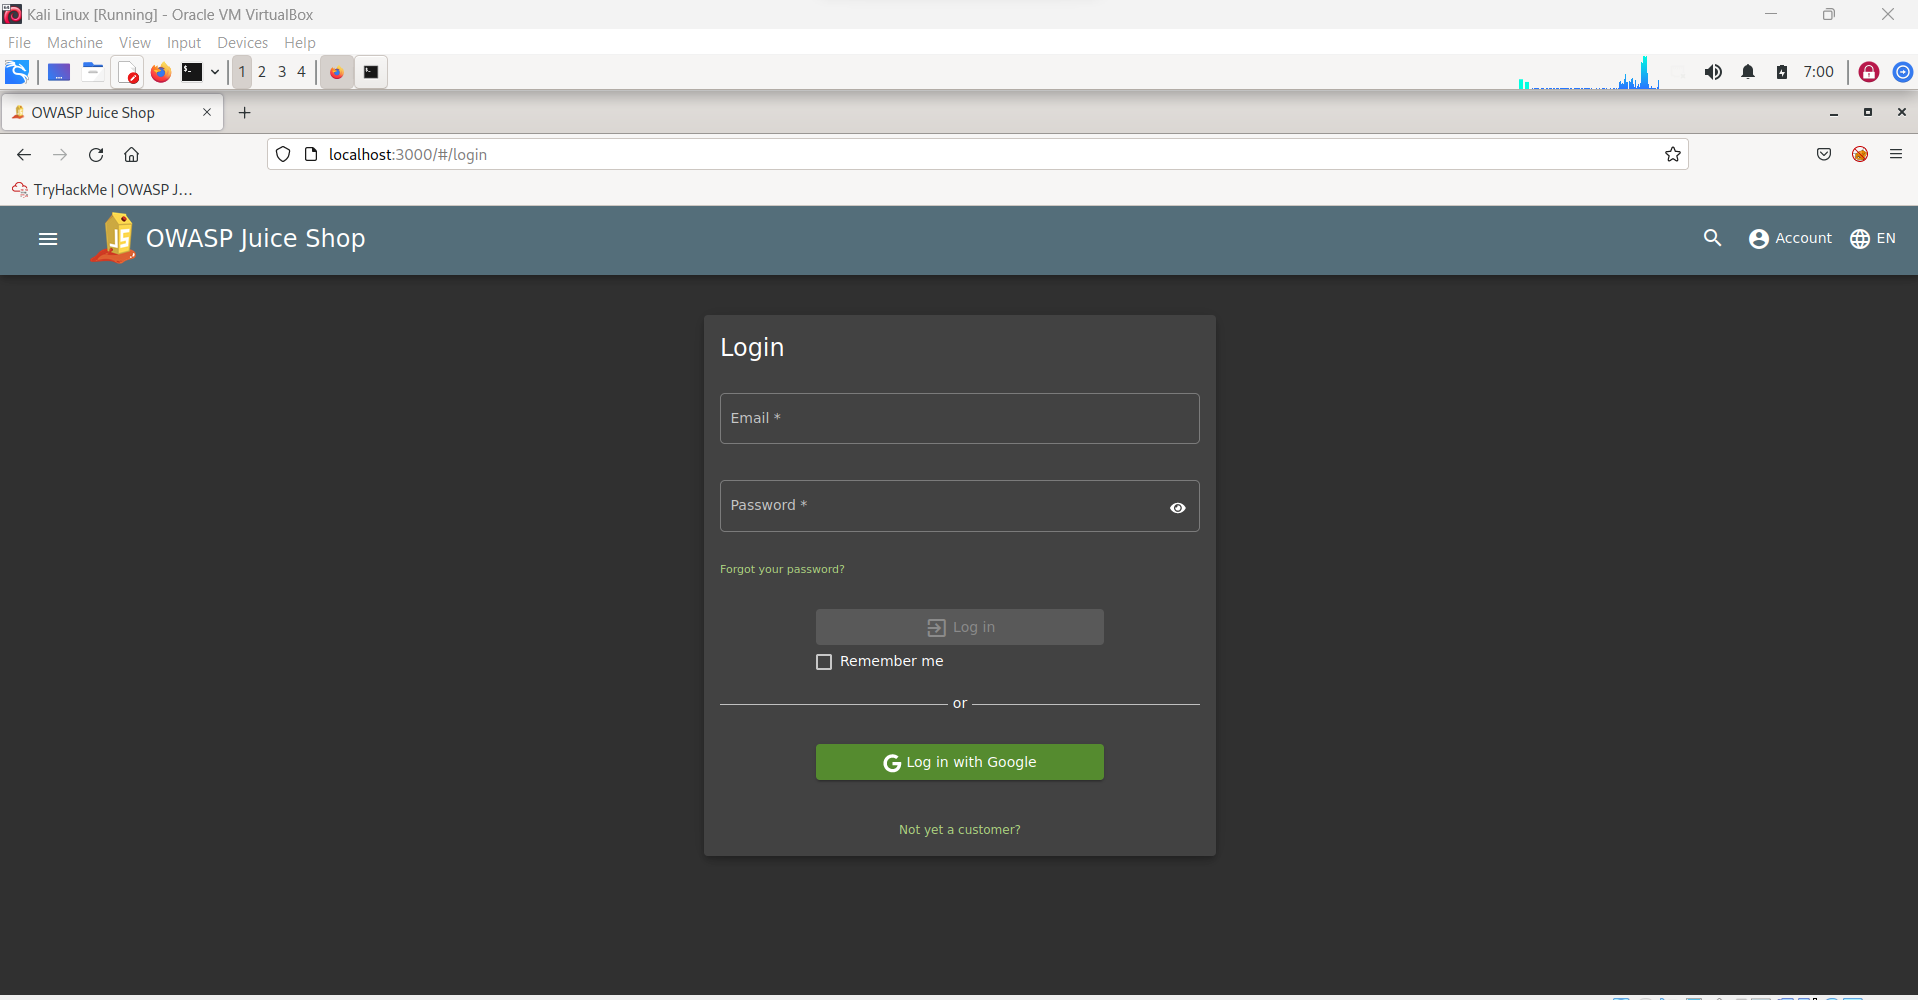 Kali Linux [Running] - Oracle VM VirtualBox
File Machine View Input Devices Help
1 2 3 4
7:00
OWASP Juice Shop
localhost:3000/#/login
TryHackMe | OWASP J...
OWASP Juice Shop
Account
EN
Login
Email *
Password *
Forgot your password?
Log in
Remember me
or
Log in with Google
Not yet a customer?